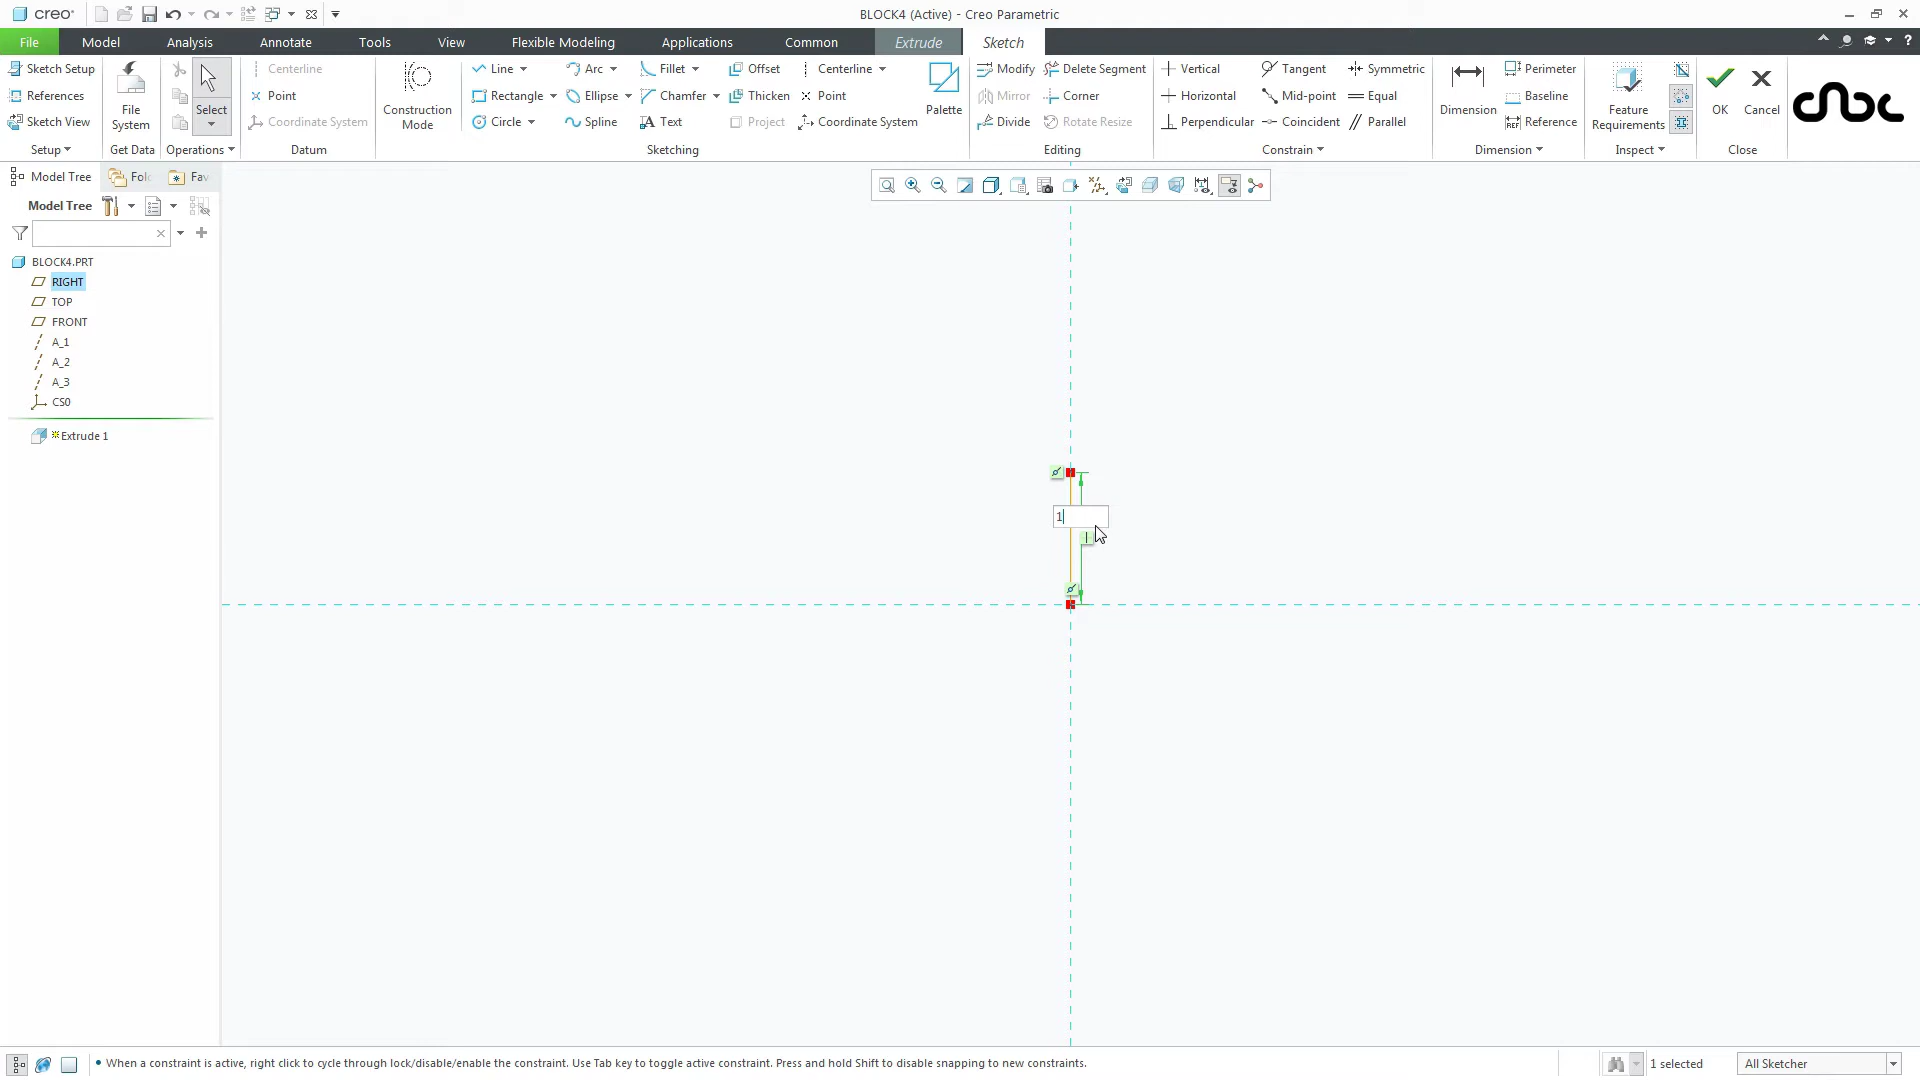 creo
BLOCK4 (Active) - Creo Parametric
File Model Analysis Annotate Tools View Flexible Modeling Applications Common Extrude Sketch
Sketch Setup
References
Sketch View
Setup
File System
Get Data
Select
Operations
Centerline
Point
Coordinate System
Datum
Construction Mode
Line
Rectangle
Circle
Arc
Ellipse
Spline
Fillet
Chamfer
Text
Offset
Thicken
Project
Centerline
Point
Coordinate System
Palette
Sketching
Modify
Mirror
Divide
Delete Segment
Corner
Rotate Resize
Editing
Vertical
Horizontal
Perpendicular
Tangent
Mid-point
Coincident
Symmetric
Equal
Parallel
Constrain
Dimension
Perimeter
Baseline
Reference
Dimension
Feature Requirements
Inspect
OK
Cancel
Close
Model Tree
Fol
Fav
Model Tree
BLOCK4.PRT
RIGHT
TOP
FRONT
A_1
A_2
A_3
CS0
Extrude 1
1
• When a constraint is active, right click to cycle through lock/disable/enable the constraint. Use Tab key to toggle active constraint. Press and hold Shift to disable snapping to new constraints.
1 selected
All Sketcher